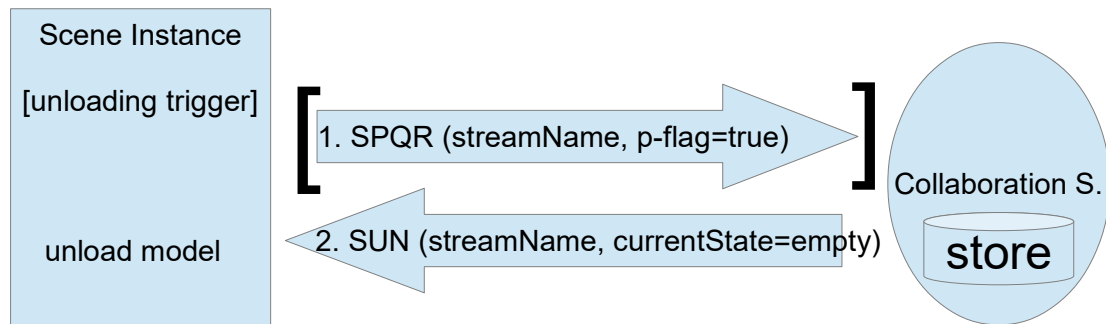 Scene Instance
[unloading trigger]
[ 1. SPQR (streamName, p-flag=true) ]
Collaboration S.
2. SUN (streamName, currentState=empty)
unload model
store